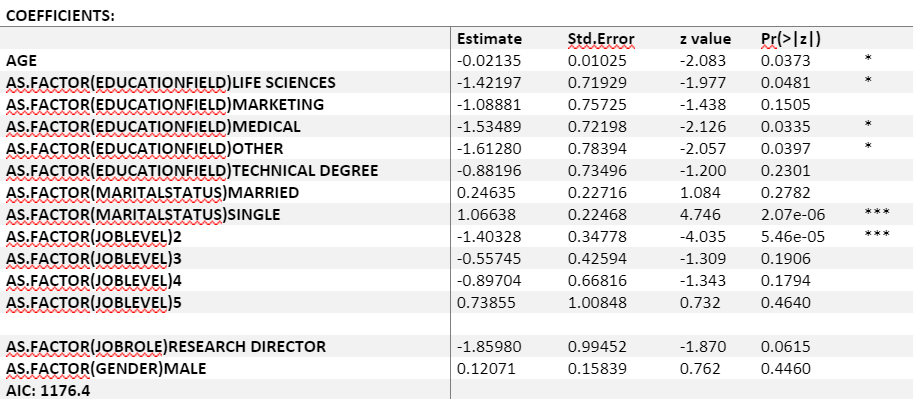 COEFFICIENTS:
Estimate Std.Error z value Pr(>|z|)
AGE -0.02135 0.01025 -2.083 0.0373 *
AS.FACTOR(EDUCATIONFIELD)LIFE SCIENCES -1.42197 0.71929 -1.977 0.0481 *
AS.FACTOR(EDUCATIONFIELD)MARKETING -1.08881 0.75725 -1.438 0.1505
AS.FACTOR(EDUCATIONFIELD)MEDICAL -1.53489 0.72198 -2.126 0.0335 *
AS.FACTOR(EDUCATIONFIELD)OTHER -1.61280 0.78394 -2.057 0.0397 *
AS.FACTOR(EDUCATIONFIELD)TECHNICAL DEGREE -0.88196 0.73496 -1.200 0.2301
AS.FACTOR(MARITALSTATUS)MARRIED 0.24635 0.22716 1.084 0.2782
AS.FACTOR(MARITALSTATUS)SINGLE 1.06638 0.22468 4.746 2.07e-06 ***
AS.FACTOR(JOBLEVEL)2 -1.40328 0.34778 -4.035 5.46e-05 ***
AS.FACTOR(JOBLEVEL)3 -0.55745 0.42594 -1.309 0.1906
AS.FACTOR(JOBLEVEL)4 -0.89704 0.66816 -1.343 0.1794
AS.FACTOR(JOBLEVEL)5 0.73855 1.00848 0.732 0.4640
AS.FACTOR(JOBROLE)RESEARCH DIRECTOR -1.85980 0.99452 -1.870 0.0615
AS.FACTOR(GENDER)MALE 0.12071 0.15839 0.762 0.4460
AIC: 1176.4